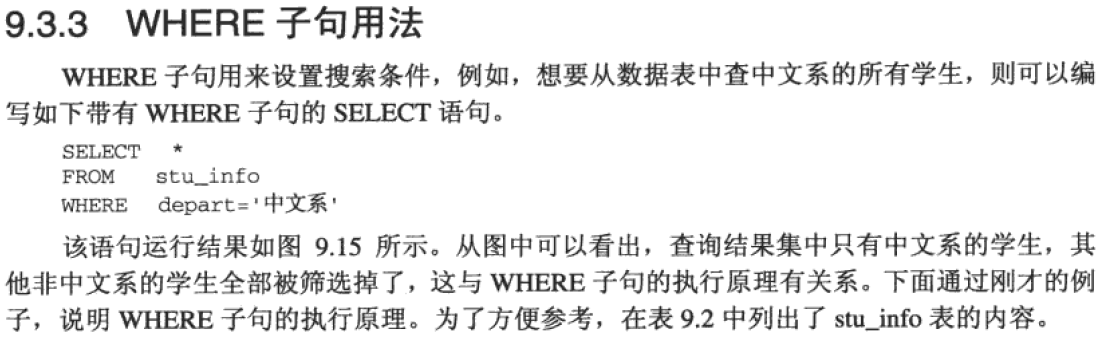 9.3.3 WHERE 子句用法
WHERE 子句用来设置搜索条件，例如，想要从数据表中查中文系的所有学生，则可以编
写如下带有 WHERE 子句的 SELECT 语句。
SELECT *
FROM stu_info
WHERE depart='中文系'
该语句运行结果如图 9.15 所示。从图中可以看出，查询结果集中只有中文系的学生，其
他非中文系的学生全部被筛选掉了，这与 WHERE 子句的执行原理有关系。下面通过刚才的例
子，说明 WHERE 子句的执行原理。为了方便参考，在表 9.2 中列出了 stu_info 表的内容。